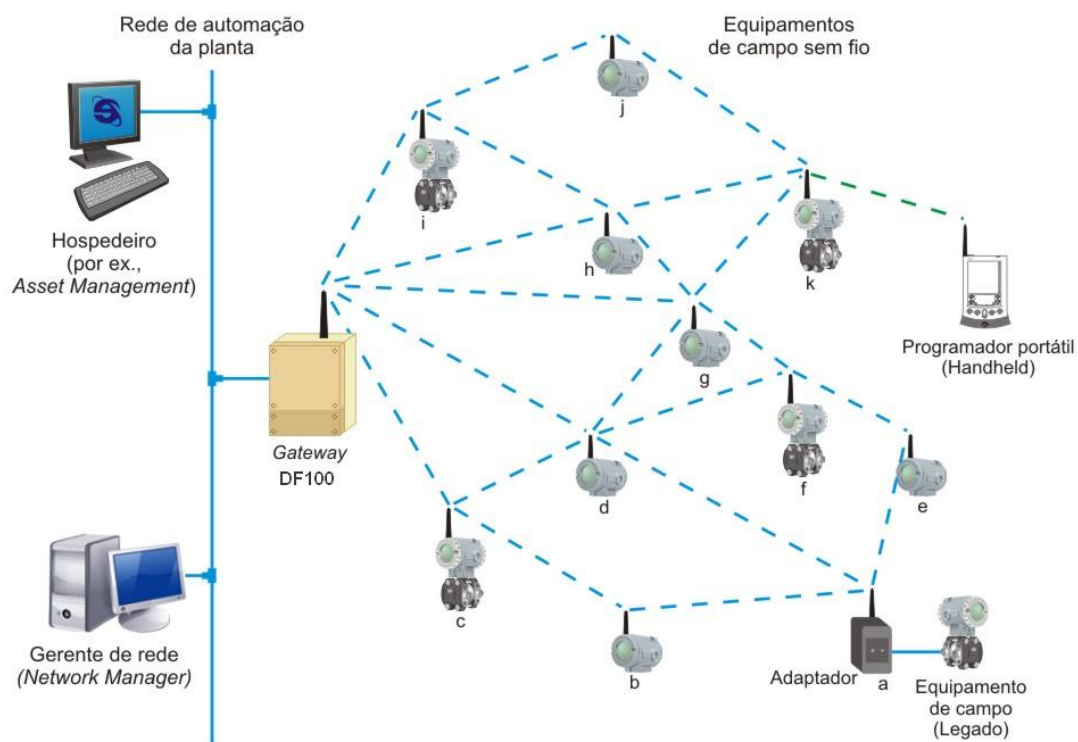 Rede de automação
da planta
Equipamentos
de campo sem fio
j
i
h
k
Hospedeiro
(por ex.,
Asset Management)
Programador portátil
(Handheld)
g
Gateway
DF100
d
f
e
c
Gerente de rede
(Network Manager)
b
Adaptador
a
Equipamento
de campo
(Legado)